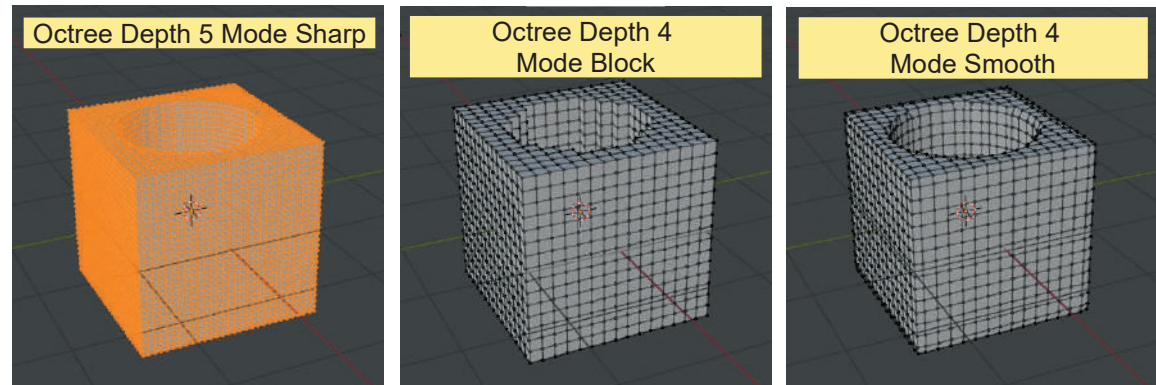 Octree Depth 5 Mode Sharp
Octree Depth 4
Mode Block
Octree Depth 4
Mode Smooth